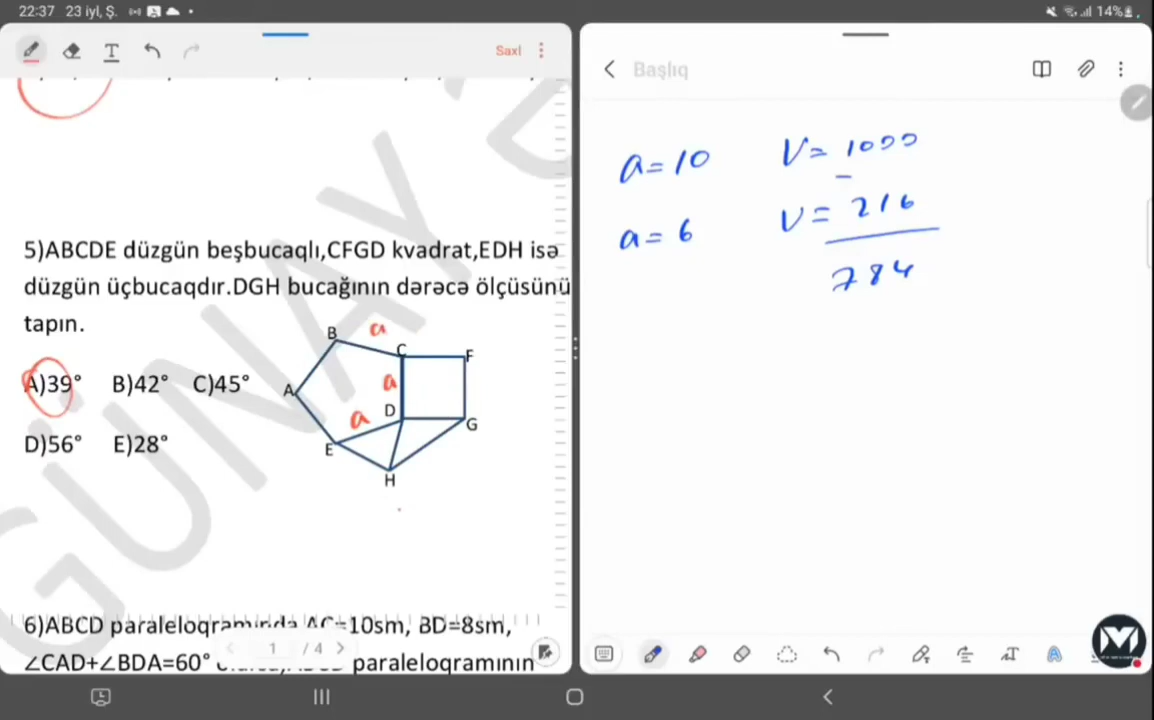 22:37 23 iyl, Ş.
14%
Saxl
Başlıq
5)ABCDE düzgün beşbucaqlı,CFGD kvadrat,EDH isə
düzgün üçbucaqdır.DGH bucağının dərəcə ölçüsünü
tapın.
A)39° B)42° C)45°
D)56° E)28°
B a C F
A a D G
a E
H
6)ABCD paraleloqramında AC=10sm, BD=8sm,
1 / 4
∠CAD+∠BDA=60° paraleloqramının
GÜNAY
a=10 V=1000
-
a=6 V=216
784
T
A
M